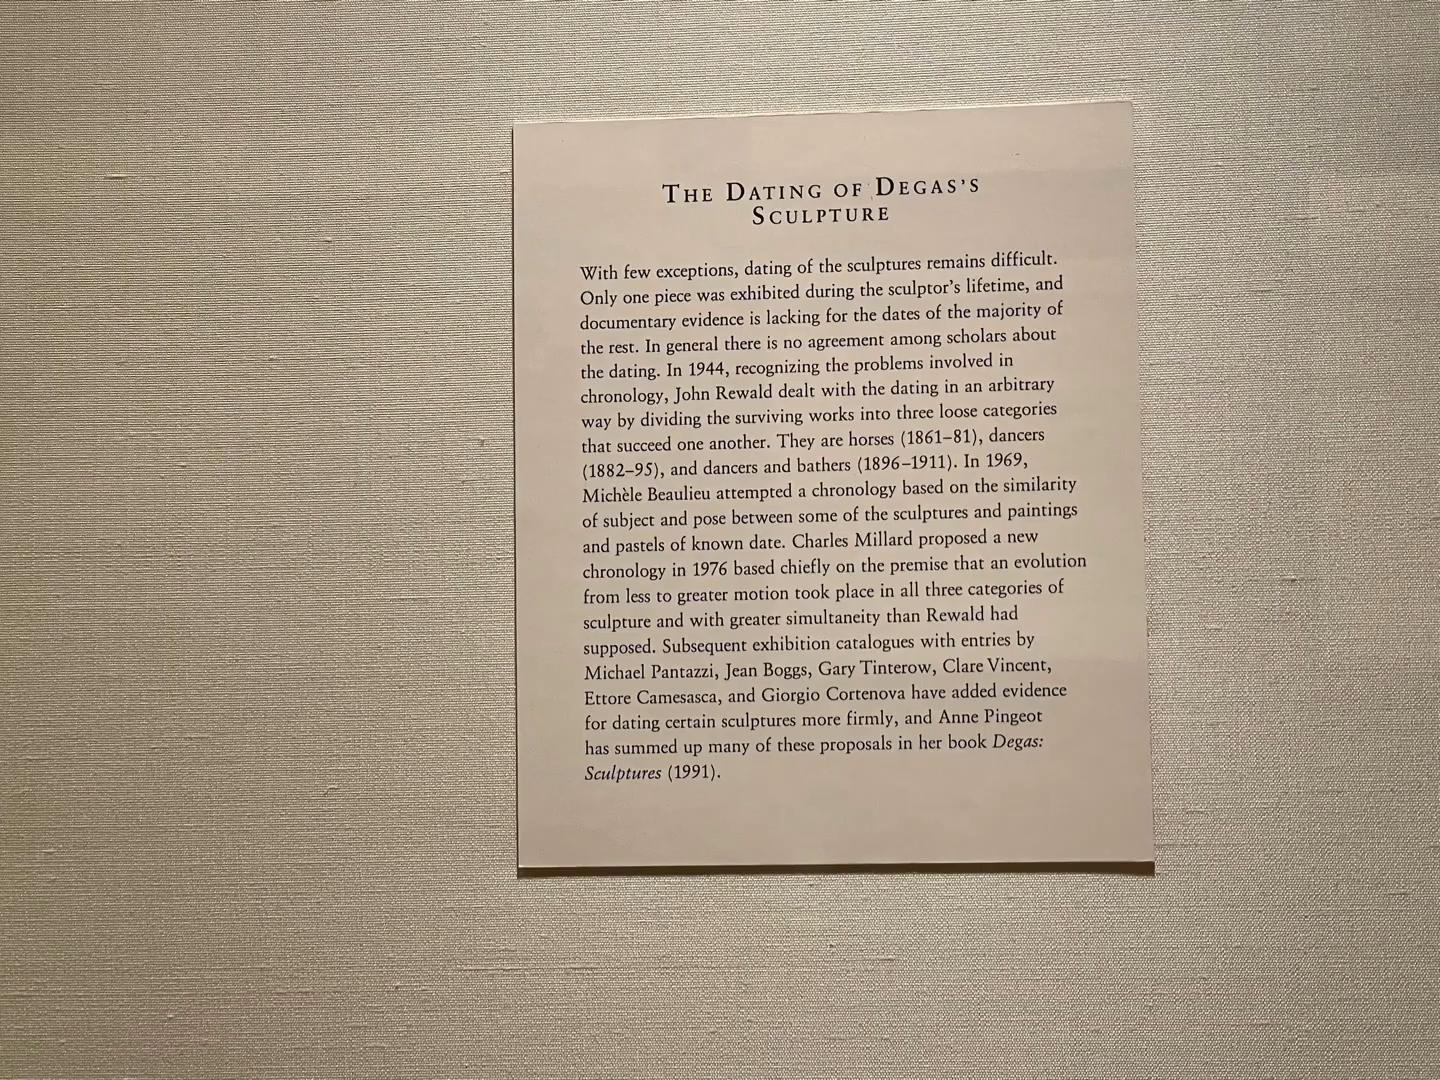 THE DATING OF DEGAS'S
SCULPTURE
With few exceptions, dating of the sculptures remains difficult.
Only one piece was exhibited during the sculptor's lifetime, and
documentary evidence is lacking for the dates of the majority of
the rest. In general there is no agreement among scholars about
the dating. In 1944, recognizing the problems involved in
chronology, John Rewald dealt with the dating in an arbitrary
way by dividing the surviving works into three loose categories
that succeed one another. They are horses (1861–81), dancers
(1882–95), and dancers and bathers (1896–1911). In 1969,
Michèle Beaulieu attempted a chronology based on the similarity
of subject and pose between some of the sculptures and paintings
and pastels of known date. Charles Millard proposed a new
chronology in 1976 based chiefly on the premise that an evolution
from less to greater motion took place in all three categories of
sculpture and with greater simultaneity than Rewald had
supposed. Subsequent exhibition catalogues with entries by
Michael Pantazzi, Jean Boggs, Gary Tinterow, Clare Vincent,
Ettore Camesasca, and Giorgio Cortenova have added evidence
for dating certain sculptures more firmly, and Anne Pingeot
has summed up many of these proposals in her book Degas:
Sculptures (1991).